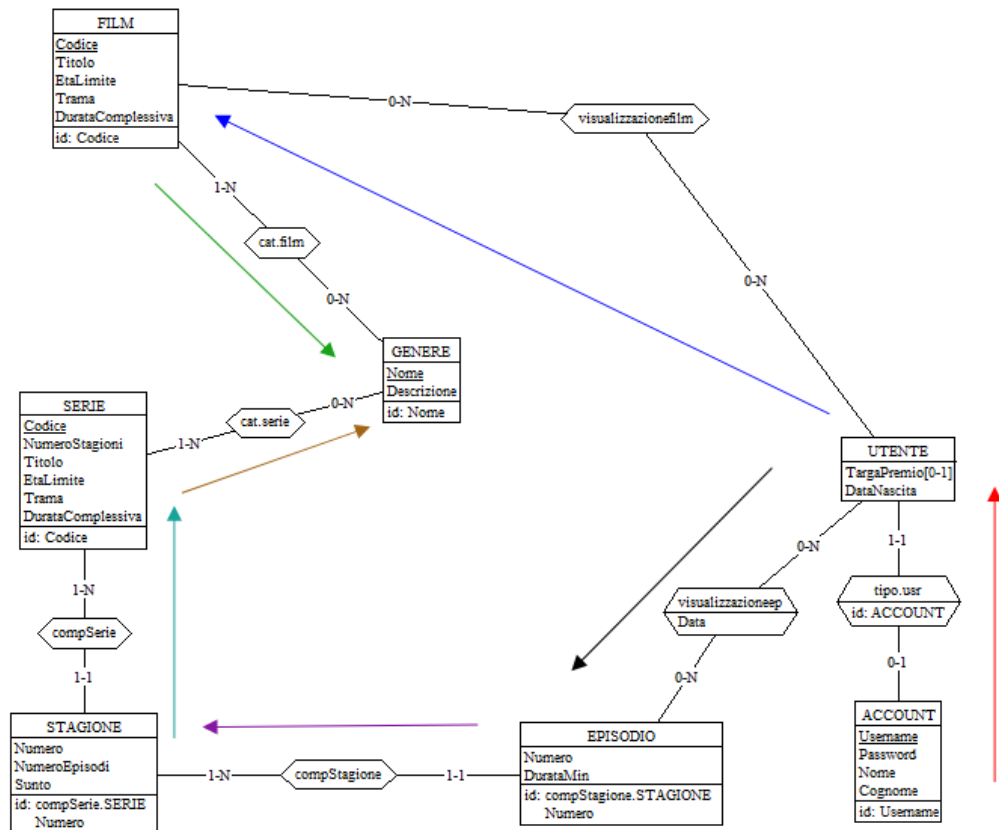 FILM
Codice
Titolo
EtaLimite
Trama
DurataComplessiva
id: Codice
0-N
visualizzazionefilm
0-N
1-N
cat.film
0-N
GENERE
Nome
Descrizione
id: Nome
0-N
cat.serie
1-N
SERIE
Codice
NumeroStagioni
Titolo
EtaLimite
Trama
DurataComplessiva
id: Codice
UTENTE
TargaPremio[0-1]
DataNascita
0-N
visualizzazioneep
Data
0-N
1-1
tipo.usr
id: ACCOUNT
0-1
1-N
compSerie
1-1
STAGIONE
Numero
NumeroEpisodi
Sunto
id: compSerie.SERIE
Numero
1-N
compStagione
1-1
EPISODIO
Numero
DurataMin
id: compStagione.STAGIONE
Numero
ACCOUNT
Username
Password
Nome
Cognome
id: Username